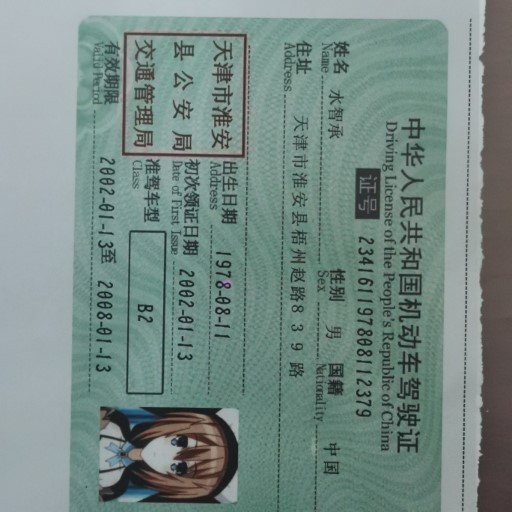 中华人民共和国机动车驾驶证
Driving License of the People's Republic of China
证号 234161197808112379
姓名 水智承 性别 男 国籍 中国
Name Sex Nationality
住址 天津市淮安县梧州赵路839路
Address
天津市淮安
县公安局
交通管理局
出生日期 1978-08-11
Address
初次领证日期 2002-01-13
Date of First Issue
准驾车型 B2
Class
有效期限 2002-01-13至 2008-01-13
Valid Period